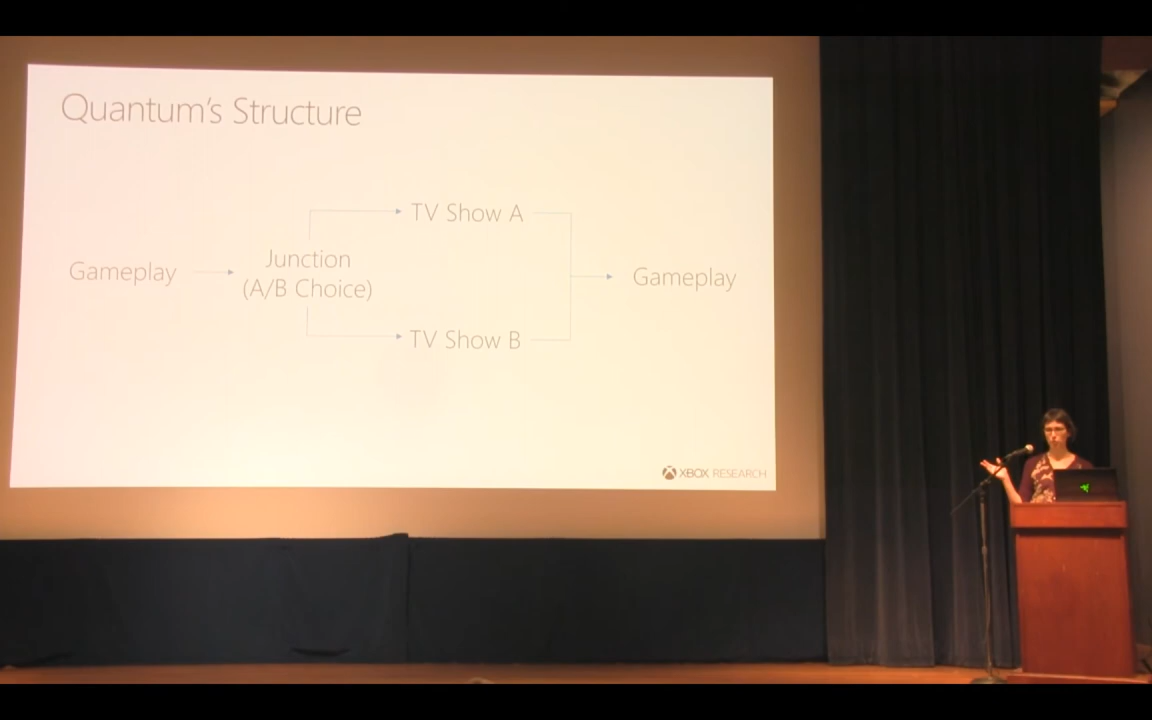 Quantum's Structure
TV Show A
Junction
Gameplay
(A/B Choice)
Gameplay
TV Show B
XBOX RESEARCH